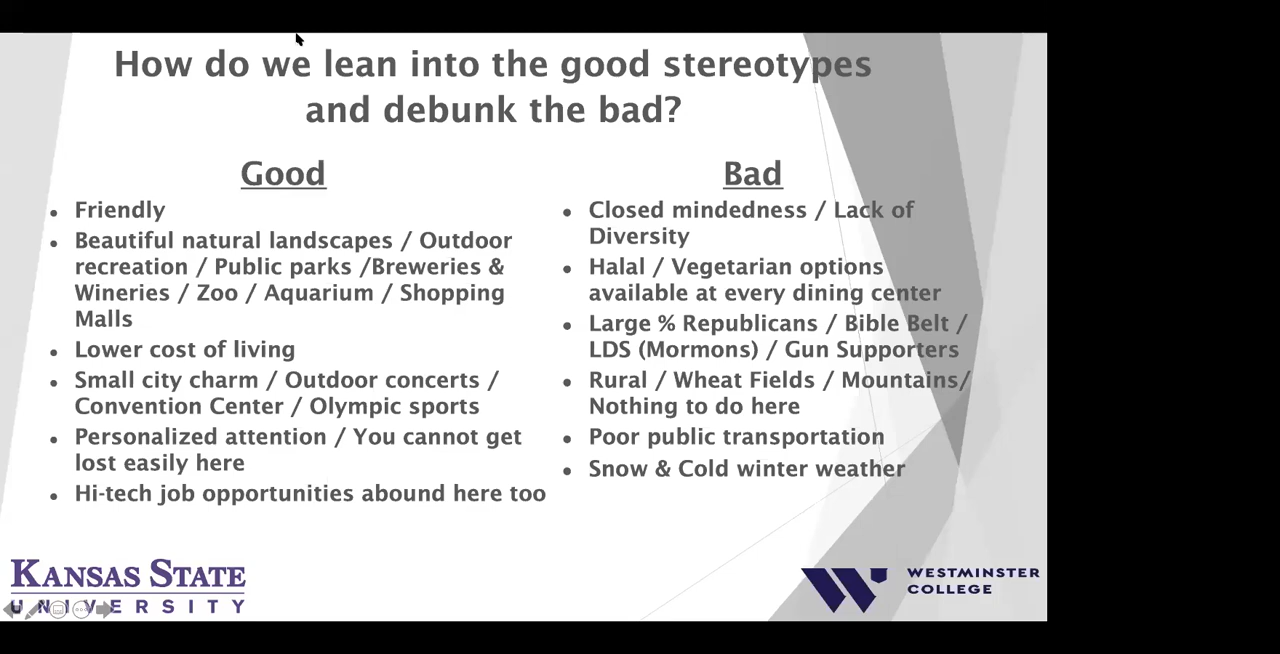 How do we lean into the good stereotypes
and debunk the bad?
Good
• Friendly
• Beautiful natural landscapes / Outdoor
recreation / Public parks /Breweries &
Wineries / Zoo / Aquarium / Shopping
Malls
• Lower cost of living
• Small city charm / Outdoor concerts /
Convention Center / Olympic sports
• Personalized attention / You cannot get
lost easily here
• Hi-tech job opportunities abound here too
Bad
• Closed mindedness / Lack of
Diversity
• Halal / Vegetarian options
available at every dining center
• Large % Republicans / Bible Belt /
LDS (Mormons) / Gun Supporters
• Rural / Wheat Fields / Mountains/
Nothing to do here
• Poor public transportation
• Snow & Cold winter weather
KANSAS STATE
UNIVERSITY
WESTMINSTER
COLLEGE